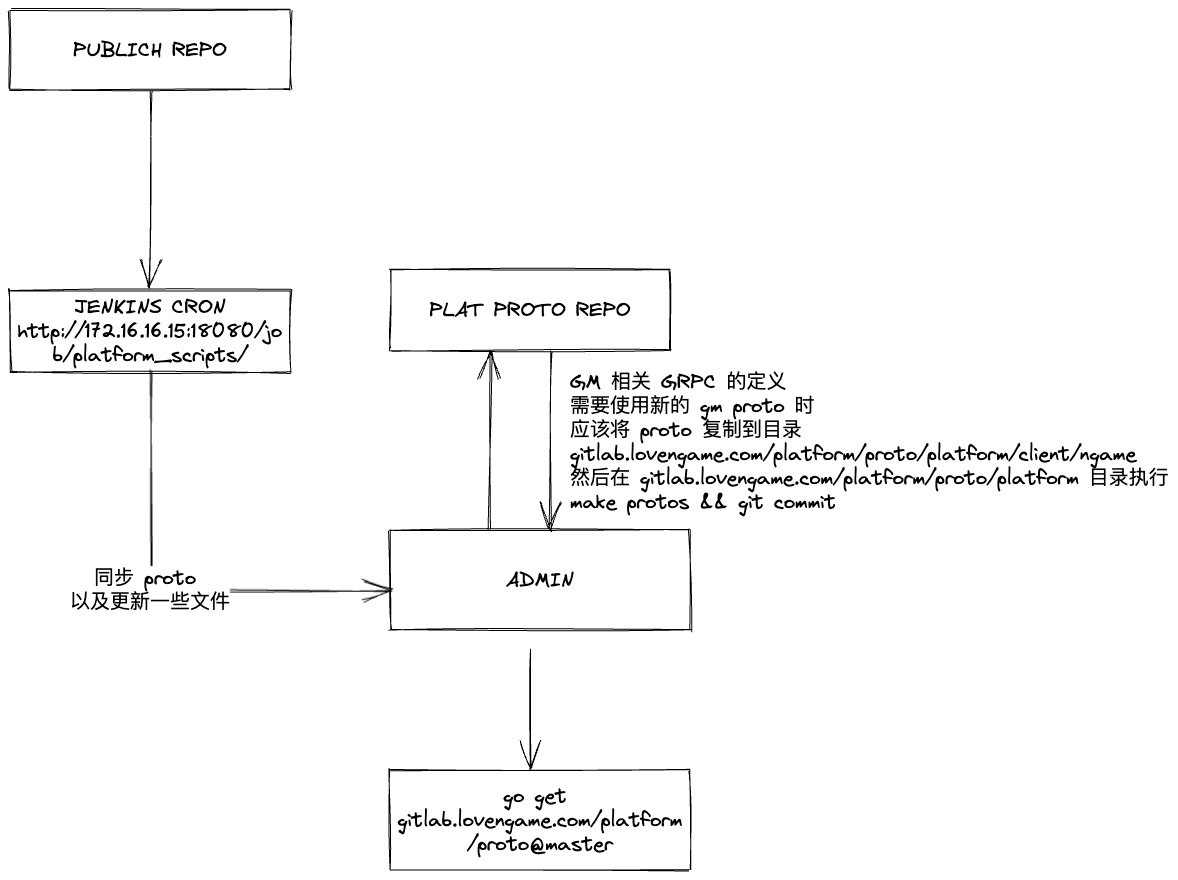 PUBLICH REPO
JENKINS CRON
http://172.16.16.15:18080/jo
b/platform_scripts/
PLAT PROTO REPO
GM 相关 GRPC 的定义
需要使用新的 gm proto 时
应该将 proto 复制到目录
gitlab.lovengame.com/platform/proto/platform/client/ngame
然后在 gitlab.lovengame.com/platform/proto/platform 目录执行
make protos && git commit
同步 proto
以及更新一些文件
ADMIN
go get
gitlab.lovengame.com/platform
/proto@master